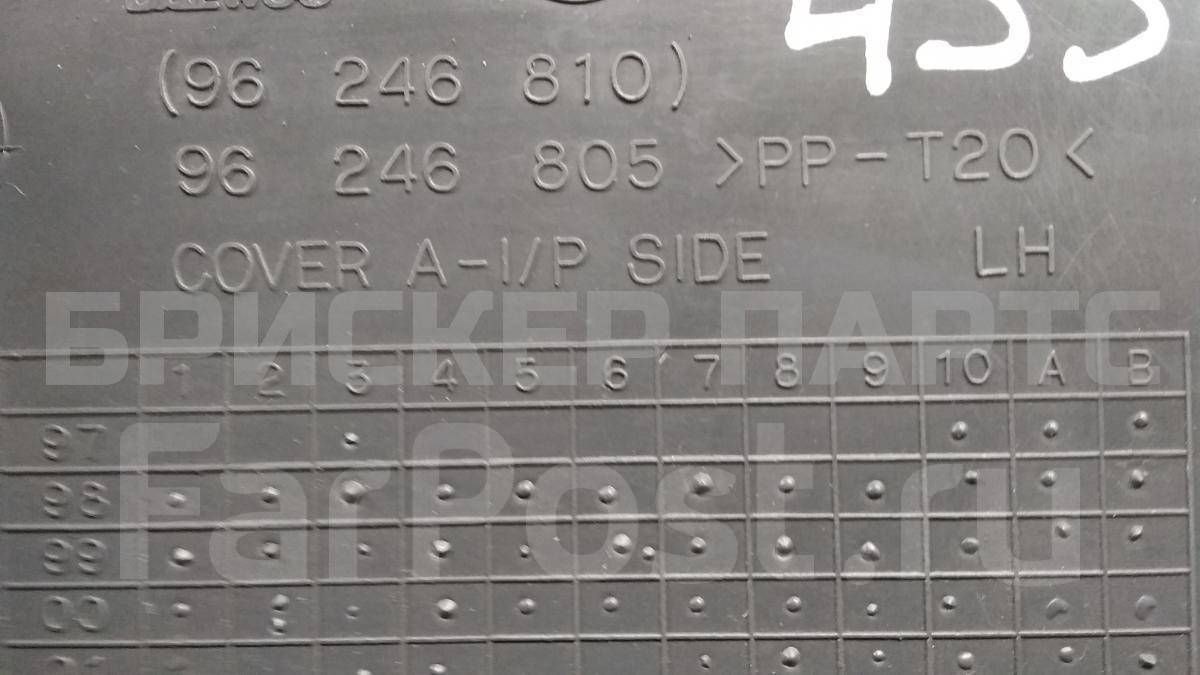 455
(96 246 810)
96 246 805 >PP-T20<
COVER A-I/P SIDE LH
БРИСКЕР ПАРТС
1 2 3 4 5 6 7 8 9 10 A B
97
FarPost.ru
98
99
00